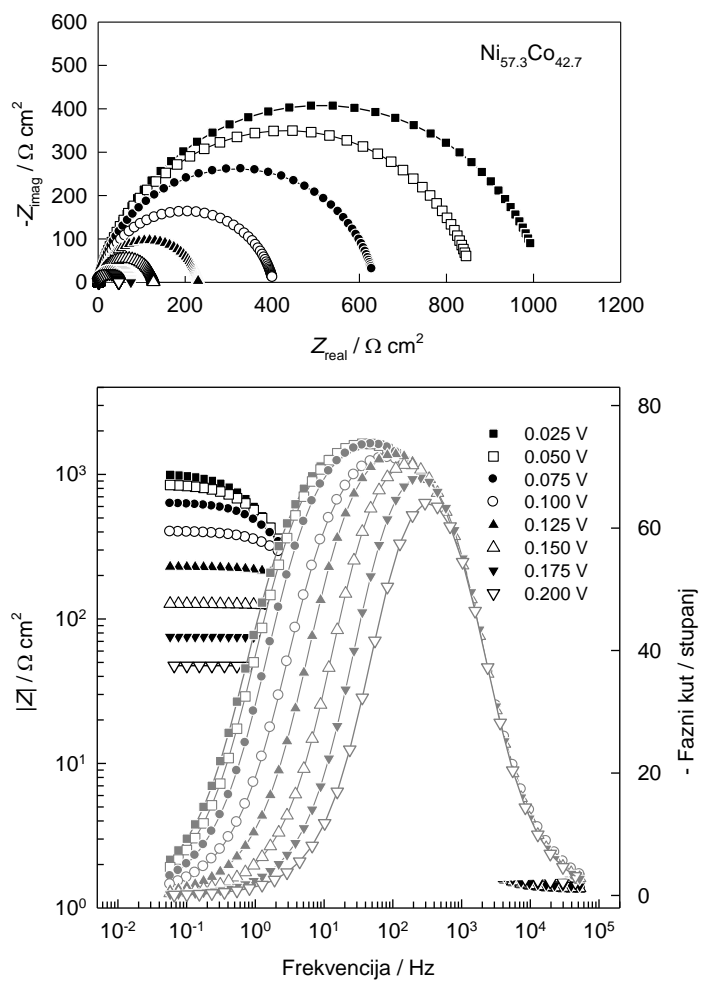 600
500
400
300
200
100
0
Ni57.3Co42.7
-Zimag / Ω cm2
0 200 400 600 800 1000 1200
Zreal / Ω cm2
103
102
101
100
|Z| / Ω cm2
80
60
40
20
0
- Fazni kut / stupanj
0.025 V
0.050 V
0.075 V
0.100 V
0.125 V
0.150 V
0.175 V
0.200 V
10-2 10-1 100 101 102 103 104 105
Frekvencija / Hz